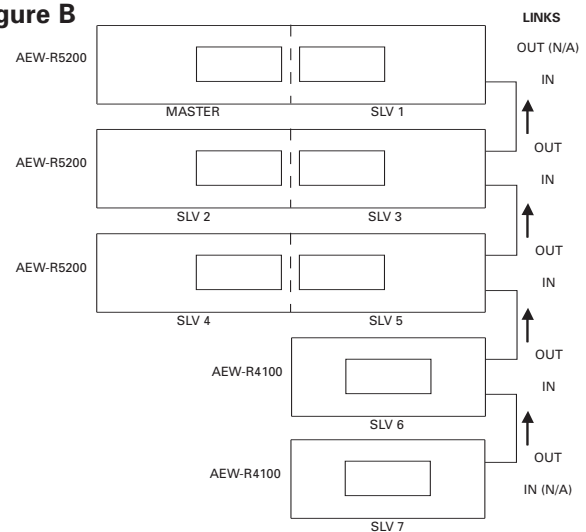 gure B
LINKS
AEW-R5200
OUT (N/A)
IN
MASTER SLV 1
OUT
AEW-R5200
IN
SLV 2 SLV 3
OUT
AEW-R5200
IN
SLV 4 SLV 5
OUT
AEW-R4100
IN
SLV 6
OUT
AEW-R4100
IN (N/A)
SLV 7